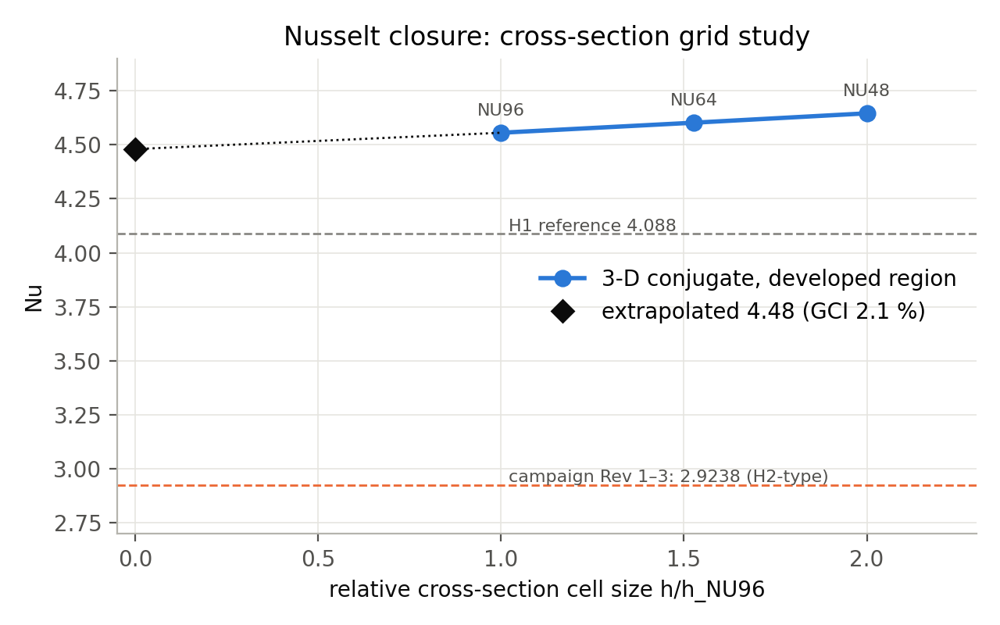 Nusselt closure: cross-section grid study
4.75
4.50
4.25
4.00
3.75
3.50
3.25
3.00
2.75
Nu
NU96
NU64
NU48
H1 reference 4.088
3-D conjugate, developed region
extrapolated 4.48 (GCI 2.1 %)
campaign Rev 1–3: 2.9238 (H2-type)
0.0
0.5
1.0
1.5
2.0
relative cross-section cell size h/h_NU96